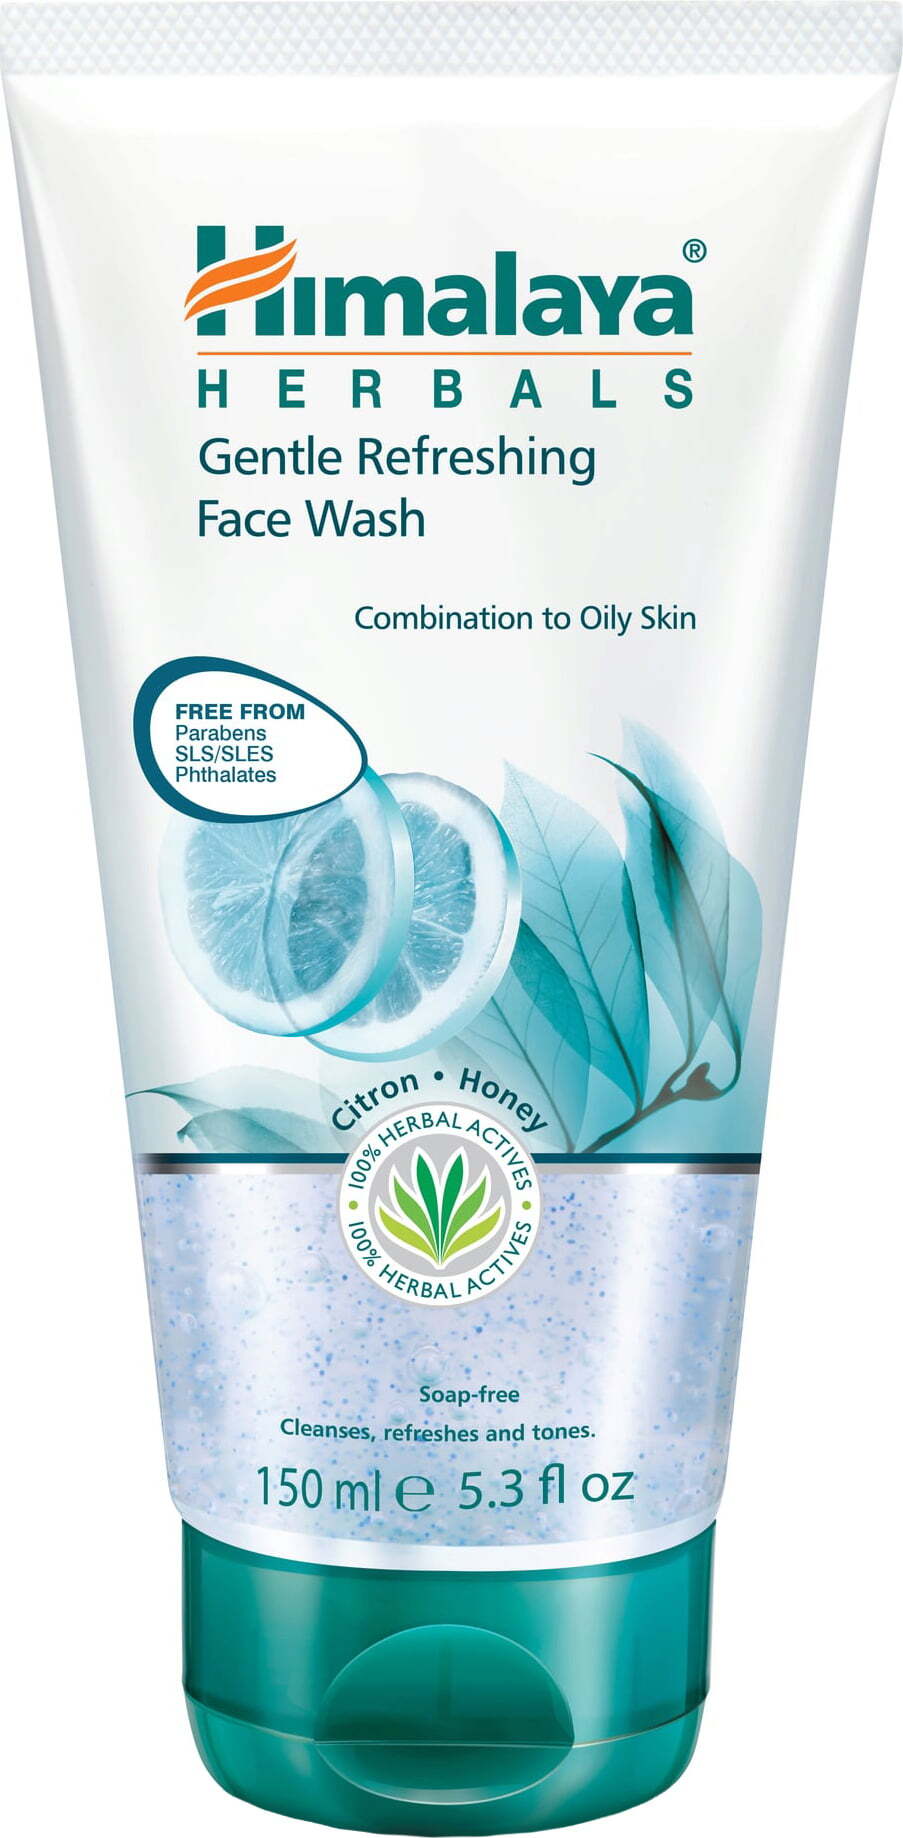 Himalaya®
HERBALS
Gentle Refreshing
Face Wash
Combination to Oily Skin
FREE FROM
Parabens
SLS/SLES
Phthalates
Citron • Honey
100% HERBAL ACTIVES •
100% HERBAL ACTIVES •
Soap-free
Cleanses, refreshes and tones.
150 ml ℮ 5.3 fl oz